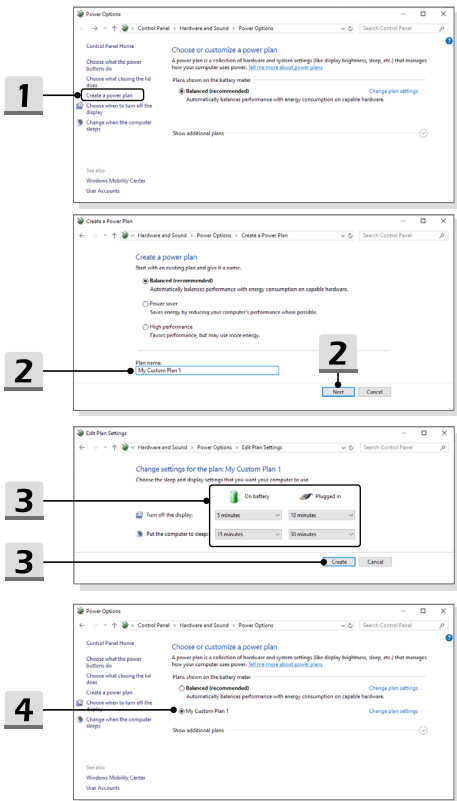 Power Options
Control Panel > Hardware and Sound > Power Options
Search Control Panel
Control Panel Home
Choose what the power
buttons do
Choose what closing the lid
does
Create a power plan
Choose when to turn off the
display
Change when the computer
sleeps
See also
Windows Mobility Center
User Accounts
Choose or customize a power plan
A power plan is a collection of hardware and system settings (like display brightness, sleep, etc.) that manages
how your computer uses power. Tell me more about power plans
Plans shown on the battery meter
Balanced (recommended)
Change plan settings
Automatically balances performance with energy consumption on capable hardware.
Show additional plans
1
Create a Power Plan
« Hardware and Sound > Power Options > Create a Power Plan
Search Control Panel
Create a power plan
Start with an existing plan and give it a name.
Balanced (recommended)
Automatically balances performance with energy consumption on capable hardware.
Power saver
Saves energy by reducing your computer's performance where possible.
High performance
Favors performance, but may use more energy.
Plan name:
My Custom Plan 1
2
2
Next
Cancel
Edit Plan Settings
« Hardware and Sound > Power Options > Edit Plan Settings
Search Control Panel
Change settings for the plan: My Custom Plan 1
Choose the sleep and display settings that you want your computer to use.
On battery
Plugged in
Turn off the display:
5 minutes
10 minutes
Put the computer to sleep:
15 minutes
30 minutes
3
3
Create
Cancel
Power Options
Control Panel > Hardware and Sound > Power Options
Search Control Panel
Control Panel Home
Choose what the power
buttons do
Choose what closing the lid
does
Create a power plan
Choose when to turn off the
display
Change when the computer
sleeps
See also
Windows Mobility Center
User Accounts
Choose or customize a power plan
A power plan is a collection of hardware and system settings (like display brightness, sleep, etc.) that manages
how your computer uses power. Tell me more about power plans
Plans shown on the battery meter
Balanced (recommended)
Change plan settings
Automatically balances performance with energy consumption on capable hardware.
My Custom Plan 1
Change plan settings
Show additional plans
4